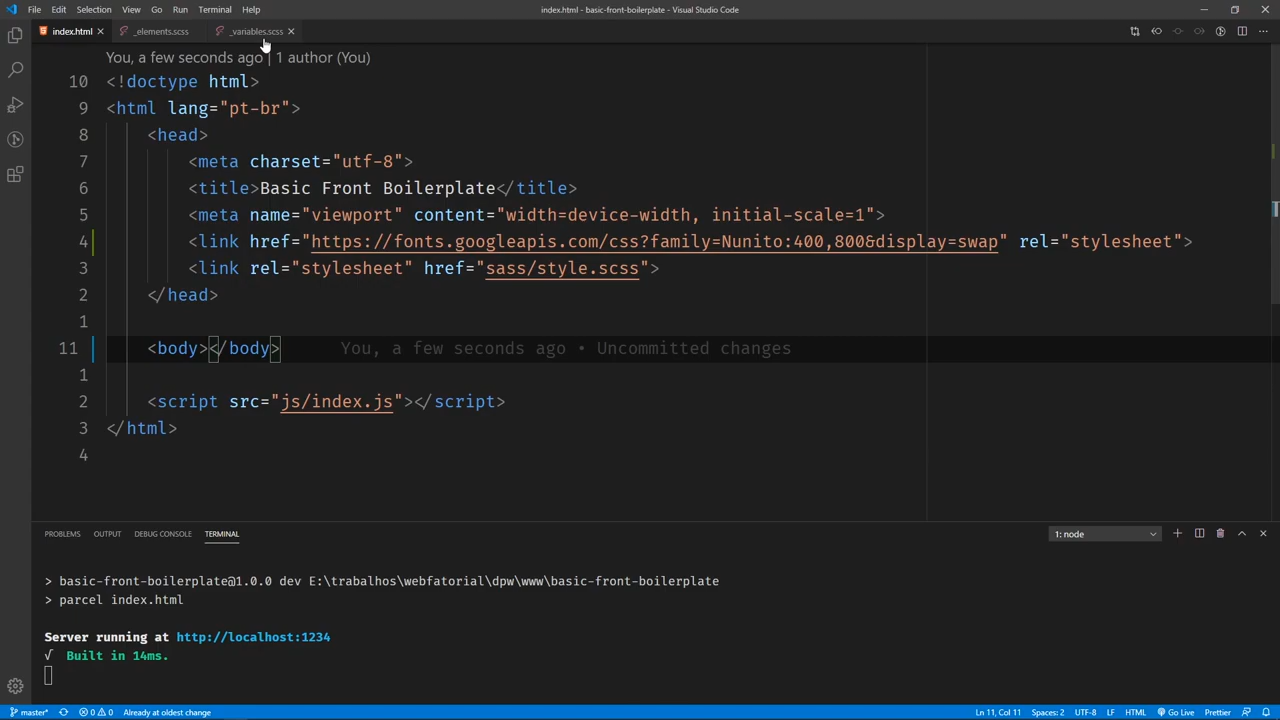 File Edit Selection View Go Run Terminal Help index.html - basic-front-boilerplate - Visual Studio Code
index.html _elements.scss _variables.scss
You, a few seconds ago | 1 author (You)
10 <!doctype html>
9 <html lang="pt-br">
8 <head>
7 <meta charset="utf-8">
6 <title>Basic Front Boilerplate</title>
5 <meta name="viewport" content="width=device-width, initial-scale=1">
4 <link href="https://fonts.googleapis.com/css?family=Nunito:400,800&display=swap" rel="stylesheet">
3 <link rel="stylesheet" href="sass/style.scss">
2 </head>
1
11 <body></body> You, a few seconds ago • Uncommitted changes
1
2 <script src="js/index.js"></script>
3 </html>
4
PROBLEMS OUTPUT DEBUG CONSOLE TERMINAL 1: node
> basic-front-boilerplate@1.0.0 dev E:\trabalhos\webfatorial\dpw\www\basic-front-boilerplate
> parcel index.html
Server running at http://localhost:1234
√ Built in 14ms.
master* 0 0 Already at oldest change Ln 11, Col 11 Spaces: 2 UTF-8 LF HTML Go Live Prettier